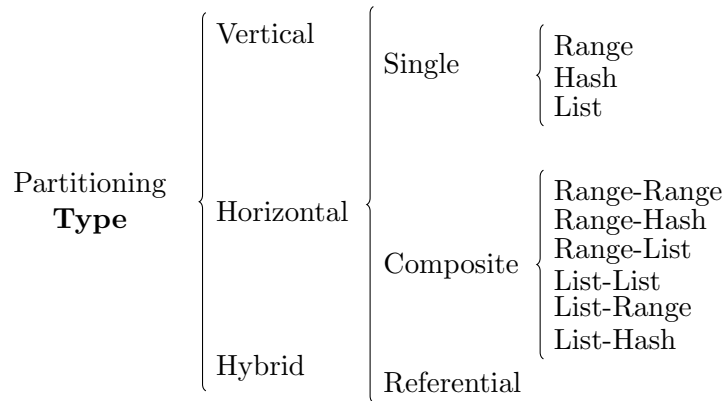 Partitioning
Type
Vertical
Horizontal
Hybrid
Single
Composite
Referential
Range
Hash
List
Range-Range
Range-Hash
Range-List
List-List
List-Range
List-Hash